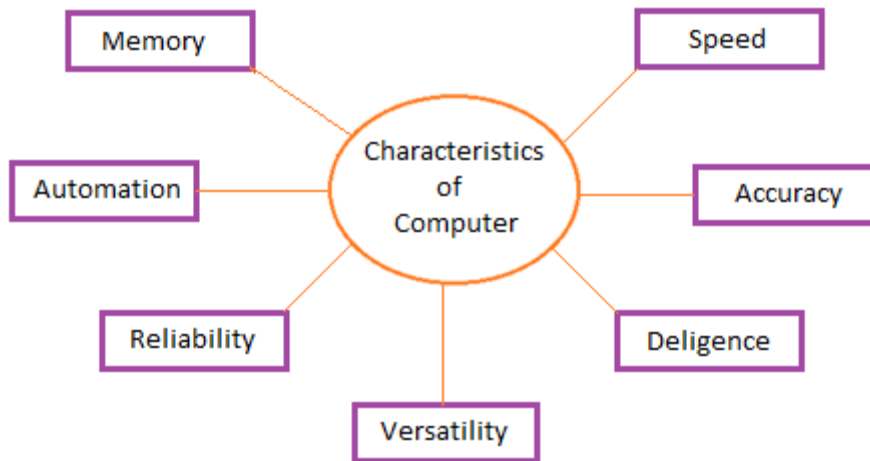 Memory
Speed
Characteristics
of
Computer
Automation
Accuracy
Reliability
Deligence
Versatility